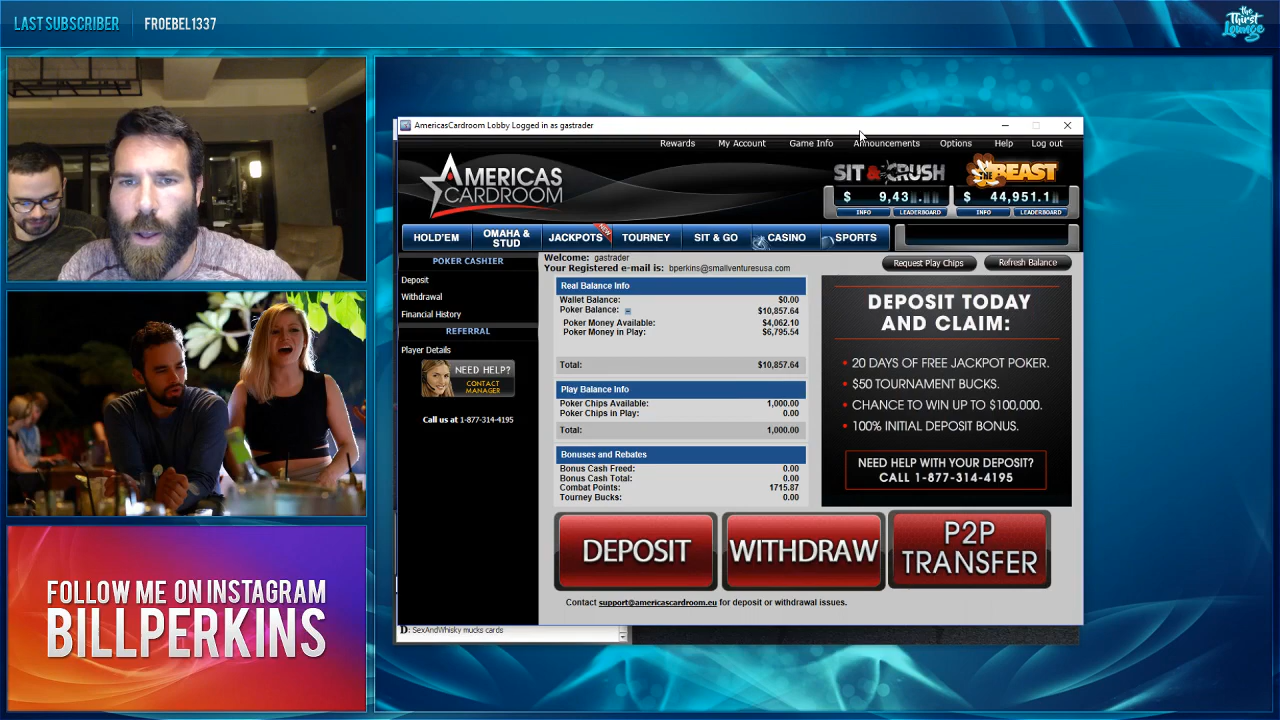 LAST SUBSCRIBER FROEBEL1337
the Thirst Lounge
AmericasCardroom Lobby Logged in as gastrader
Rewards My Account Game Info Announcements Options Help Log out
AMERICAS CARDROOM
SIT & CRUSH
THE BEAST
$ 9,43
$ 44,951.1
INFO LEADERBOARD INFO LEADERBOARD
HOLD'EM OMAHA & STUD JACKPOTS NEW TOURNEY SIT & GO CASINO SPORTS
POKER CASHIER
Deposit
Withdrawal
Financial History
REFERRAL
Player Details
NEED HELP?
CONTACT MANAGER
Call us at 1-877-314-4195
Welcome: gastrader
Your Registered e-mail is: bperkins@smallventuresusa.com
Request Play Chips Refresh Balance
Real Balance Info
Wallet Balance: $0.00
Poker Balance: $10,857.64
Poker Money Available: $4,062.10
Poker Money in Play: $6,795.54
Total: $10,857.64
Play Balance Info
Poker Chips Available: 1,000.00
Poker Chips in Play: 0.00
Total: 1,000.00
Bonuses and Rebates
Bonus Cash Freed: 0.00
Bonus Cash Total: 0.00
Combat Points: 1715.87
Tourney Bucks: 0.00
DEPOSIT TODAY
AND CLAIM:
• 20 DAYS OF FREE JACKPOT POKER.
• $50 TOURNAMENT BUCKS.
• CHANCE TO WIN UP TO $100,000.
• 100% INITIAL DEPOSIT BONUS.
NEED HELP WITH YOUR DEPOSIT?
CALL 1-877-314-4195
DEPOSIT WITHDRAW P2P TRANSFER
Contact support@americascardroom.eu for deposit or withdrawal issues.
D: SexAndWhisky mucks cards
FOLLOW ME ON INSTAGRAM
BILLPERKINS